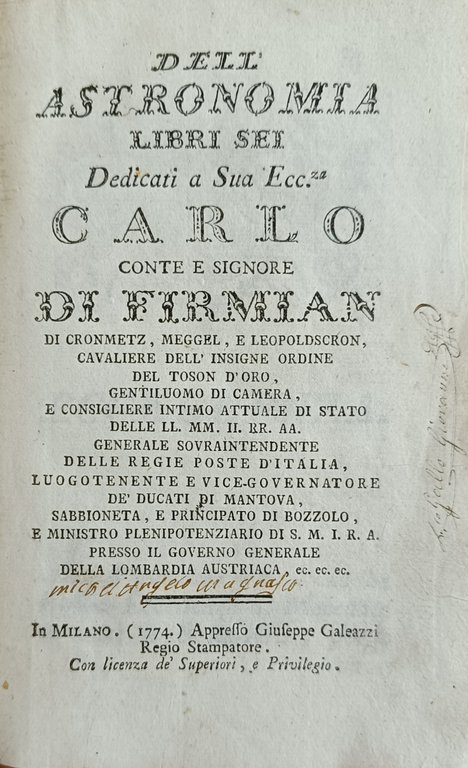 DELL'
ASTRONOMIA
LIBRI SEI
Dedicati a Sua Ecc.za
CARLO
CONTE E SIGNORE
DI FIRMIAN
DI CRONMETZ, MEGGEL, E LEOPOLDSCRON,
CAVALIERE DELL' INSIGNE ORDINE
DEL TOSON D'ORO,
GENTILUOMO DI CAMERA,
E CONSIGLIERE INTIMO ATTUALE DI STATO
DELLE LL. MM. II. RR. AA.
GENERALE SOVRAINTENDENTE
DELLE REGIE POSTE D'ITALIA,
LUOGOTENENTE E VICE-GOVERNATORE
DE' DUCATI DI MANTOVA,
SABBIONETA, E PRINCIPATO DI BOZZOLO,
E MINISTRO PLENIPOTENZIARIO DI S. M. I. R. A.
PRESSO IL GOVERNO GENERALE
DELLA LOMBARDIA AUSTRIACA, ec. ec. ec.
Michel Angelo Magnasco
In MILANO. (1774.) Appresso Giuseppe Galeazzi
Regio Stampatore.
Con licenza de' Superiori, e Privilegio.
Giovanni